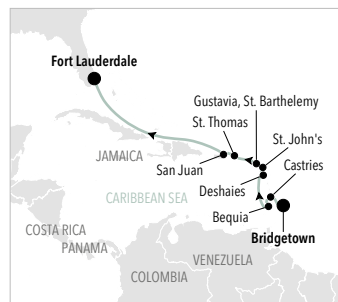 Fort Lauderdale
Gustavia, St. Barthelemy
St. Thomas
St. John's
JAMAICA
San Juan
Castries
Deshaies
CARIBBEAN SEA
Bequia
COSTA RICA
Bridgetown
PANAMA
VENEZUELA
COLOMBIA